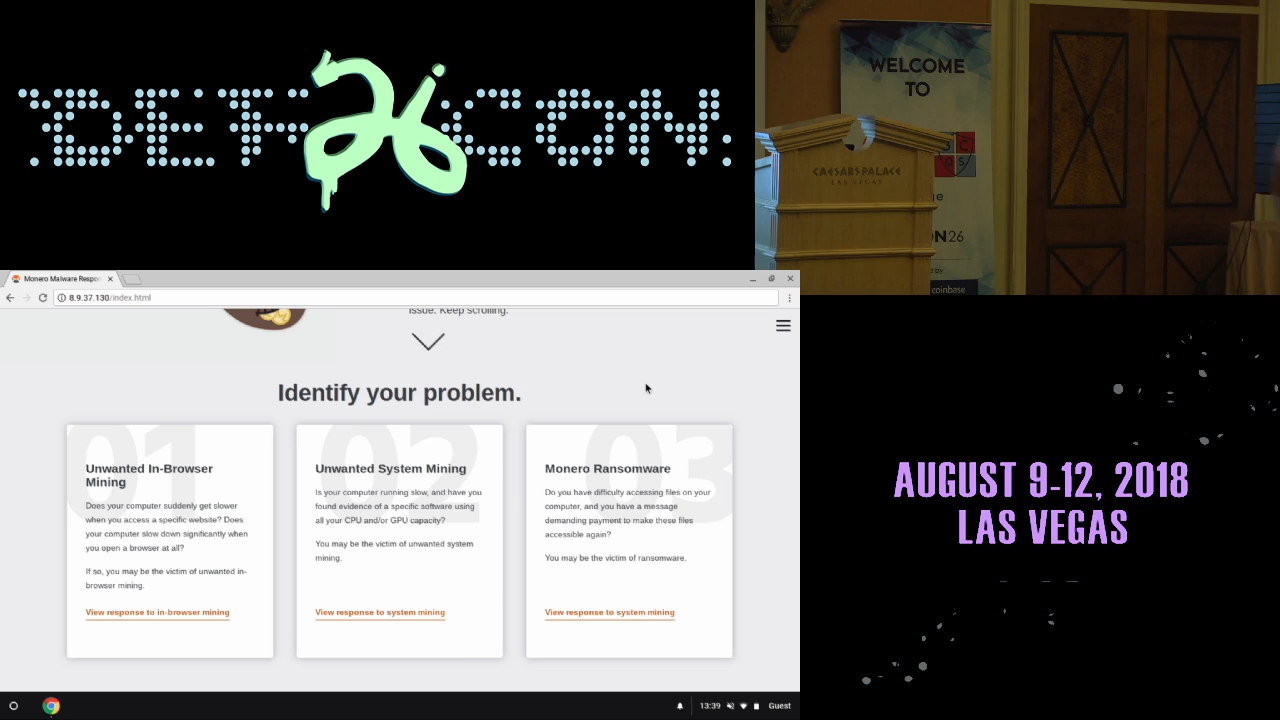 DEF 26 CON
WELCOME
TO
CAESARS PALACE
LAS VEGAS
C
S
N26
coinbase
Monero Malware Respo
8.9.37.130/index.html
issue. Keep scrolling.
Identify your problem.
01
Unwanted In-Browser
Mining
Does your computer suddenly get slower
when you access a specific website? Does
your computer slow down significantly when
you open a browser at all?
If so, you may be the victim of unwanted in-
browser mining.
View response to in-browser mining
02
Unwanted System Mining
Is your computer running slow, and have you
found evidence of a specific software using
all your CPU and/or GPU capacity?
You may be the victim of unwanted system
mining.
View response to system mining
03
Monero Ransomware
Do you have difficulty accessing files on your
computer, and you have a message
demanding payment to make these files
accessible again?
You may be the victim of ransomware.
View response to system mining
13:39
Guest
AUGUST 9-12, 2018
LAS VEGAS